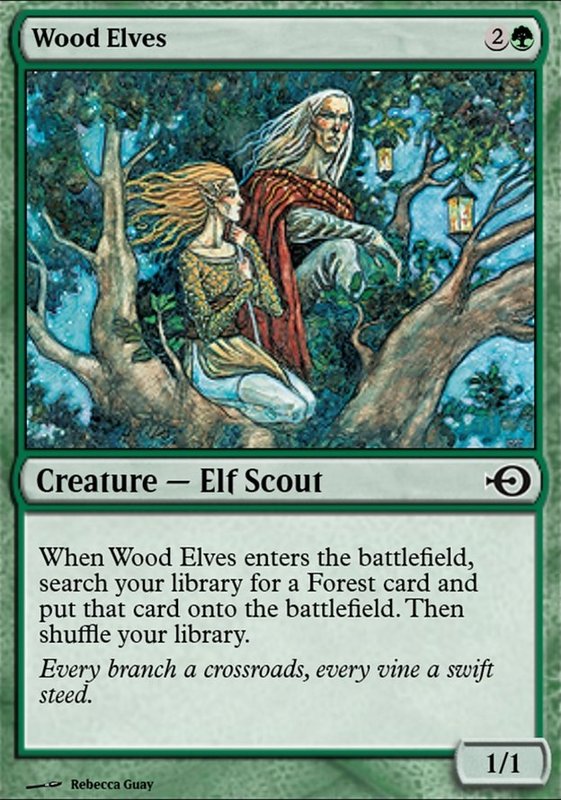 Wood Elves 2
Creature — Elf Scout
When Wood Elves enters the battlefield,
search your library for a Forest card and
put that card onto the battlefield. Then
shuffle your library.
Every branch a crossroads, every vine a swift
steed.
1/1
Rebecca Guay